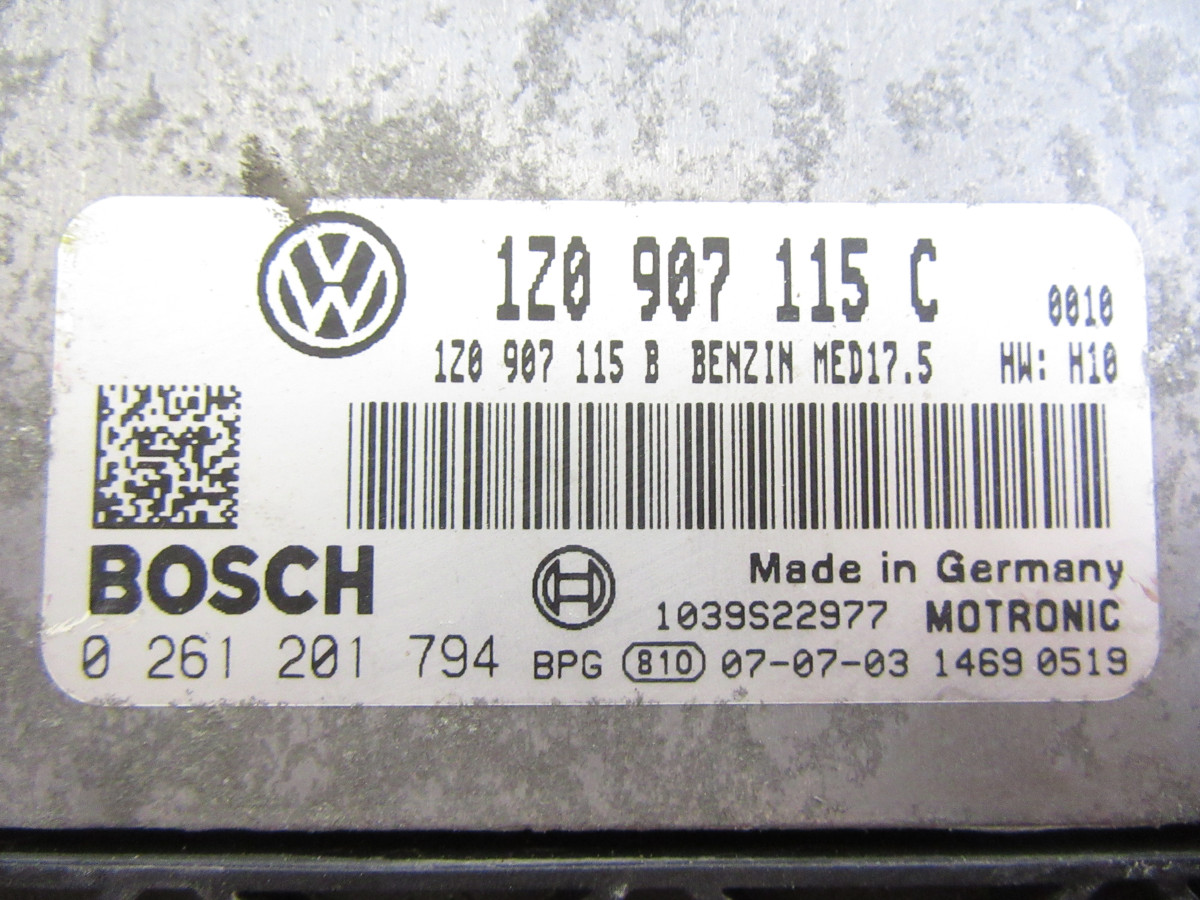 1Z0 907 115 C 0010
1Z0 907 115 B BENZIN MED17.5 HW: H10
BOSCH
Made in Germany
1039S22977 MOTRONIC
0 261 201 794 BPG 810 07-07-03 1469 0519